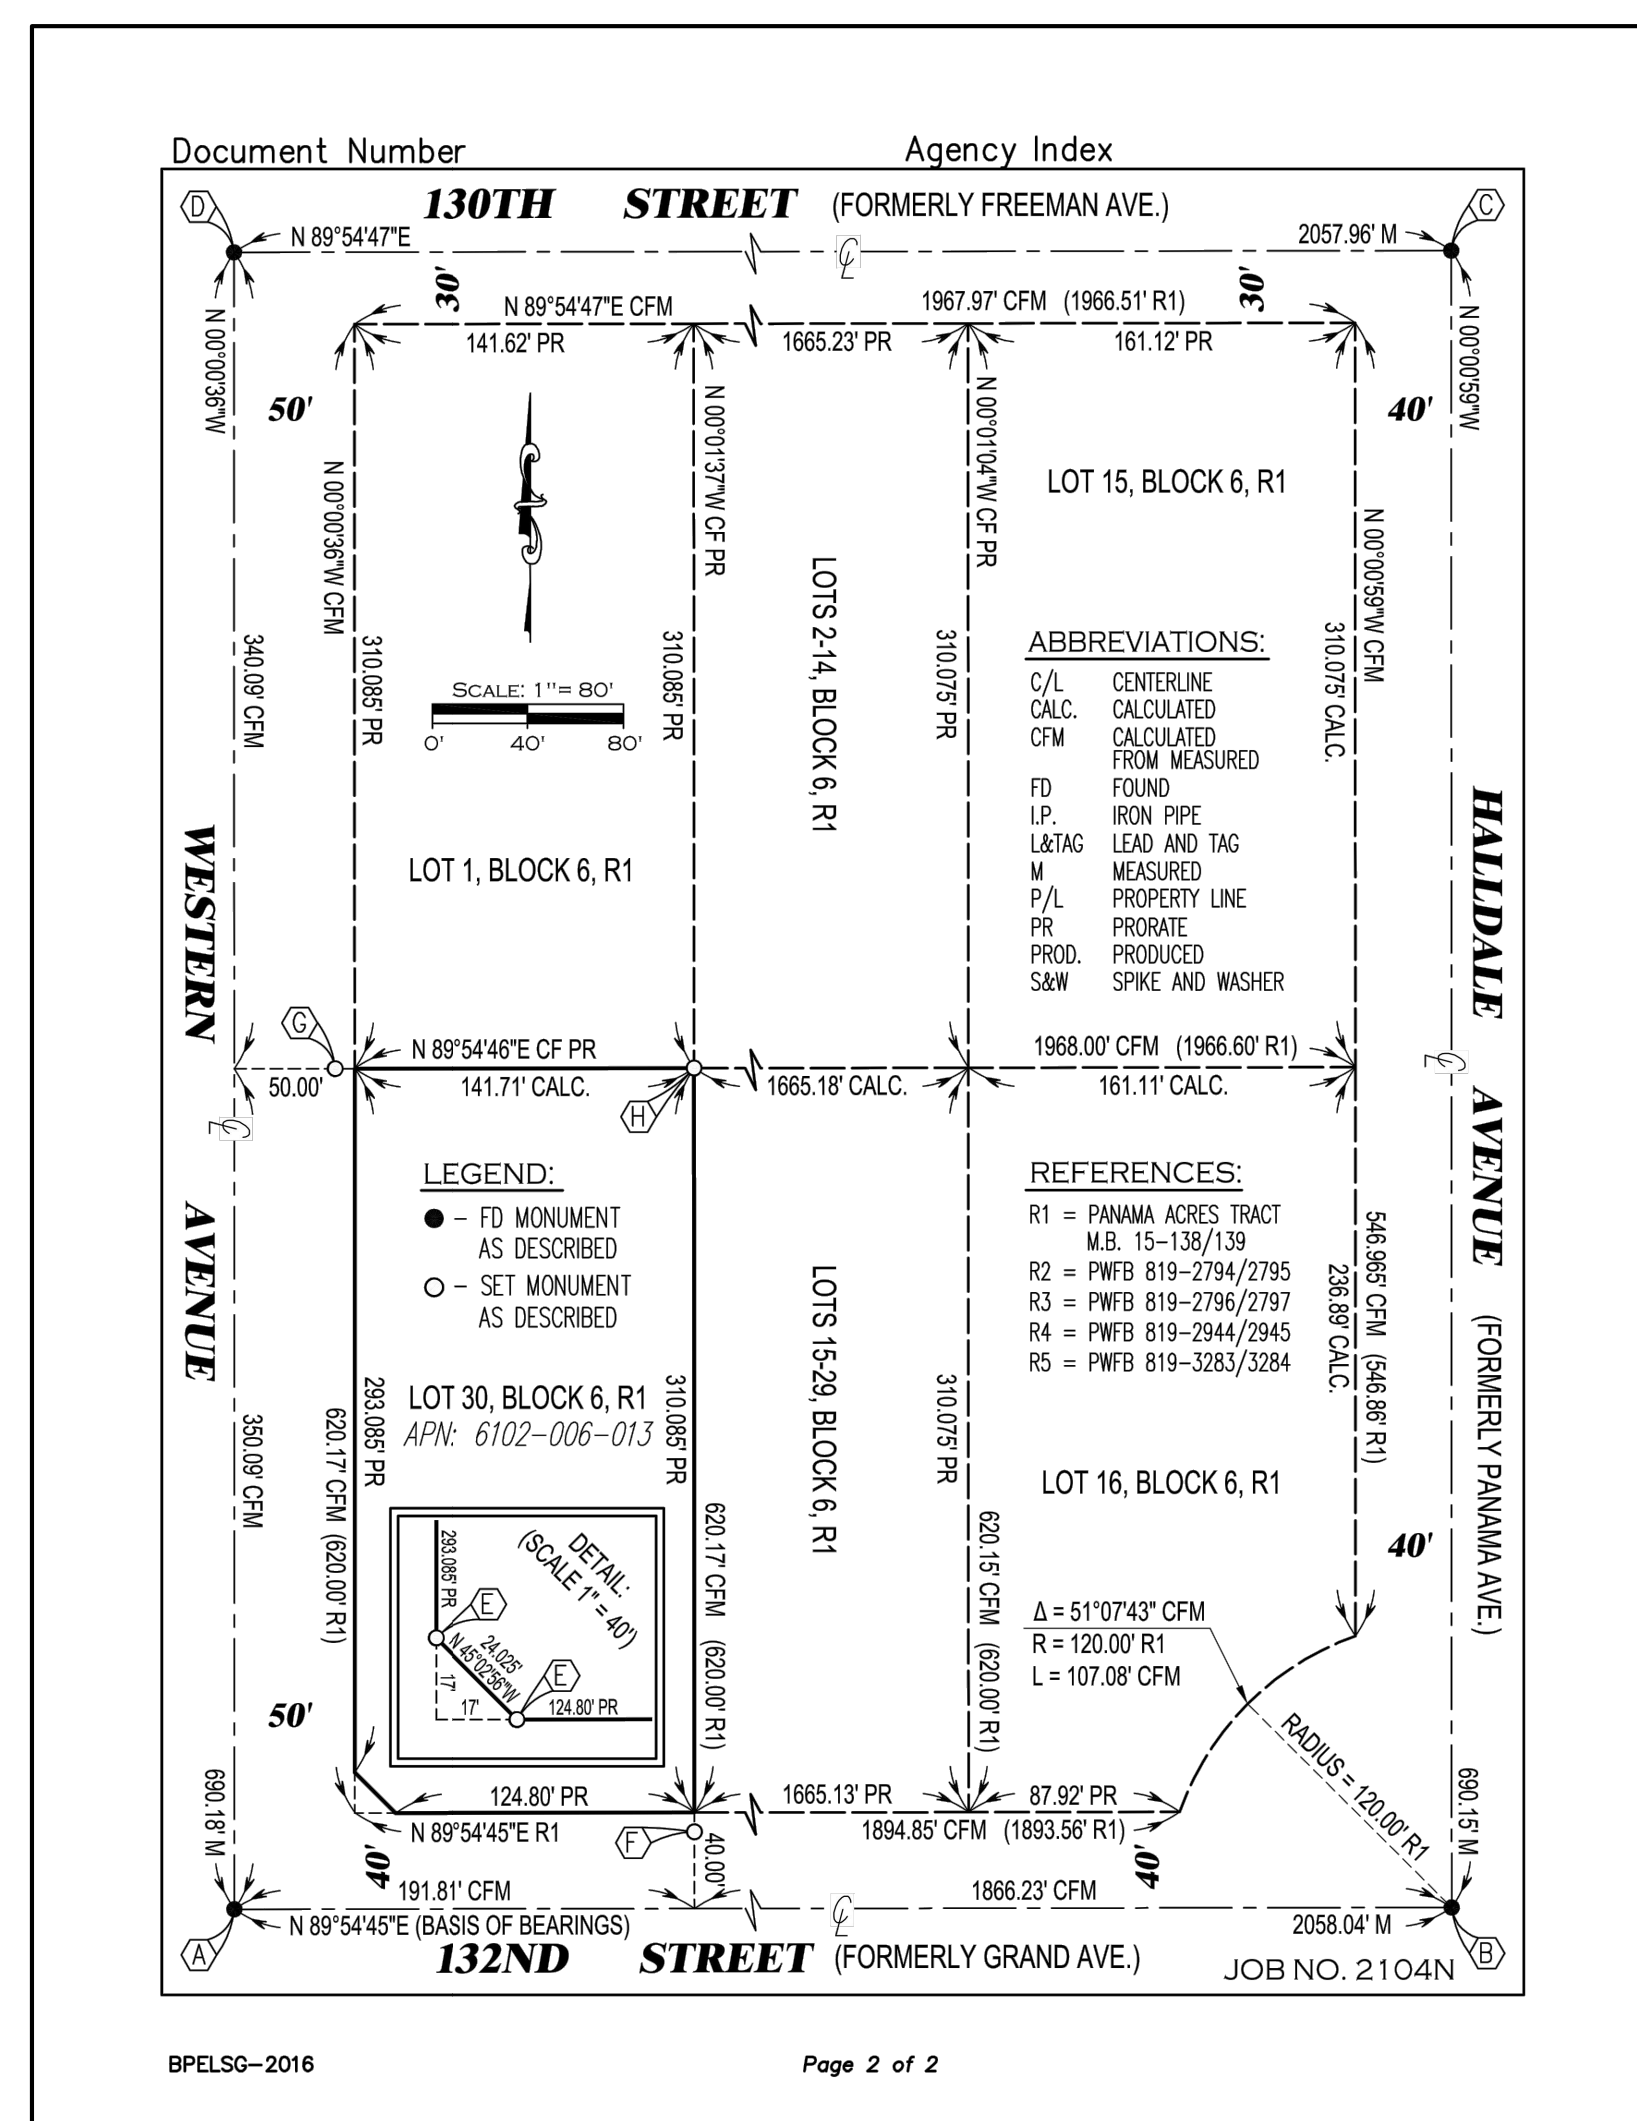 Document Number
Agency Index
D
130TH STREET (FORMERLY FREEMAN AVE.)
C
N 89°54'47"E
2057.96' M
30'
30'
N 89°54'47"E CFM
1967.97' CFM (1966.51' R1)
141.62' PR
1665.23' PR
161.12' PR
N 00°00'36"W
N 00°00'59"W
50'
40'
N 00°00'36"W CFM
N 00°01'37"W CF PR
N 00°01'04"W CF PR
N 00°00'59"W CFM
LOT 15, BLOCK 6, R1
340.09' CFM
310.085' PR
310.085' PR
310.075' PR
310.075' CALC.
SCALE: 1"= 80'
0' 40' 80'
LOTS 2-14, BLOCK 6, R1
ABBREVIATIONS:
C/L CENTERLINE
CALC. CALCULATED
CFM CALCULATED
FROM MEASURED
FD FOUND
I.P. IRON PIPE
L&TAG LEAD AND TAG
M MEASURED
P/L PROPERTY LINE
PR PRORATE
PROD. PRODUCED
S&W SPIKE AND WASHER
LOT 1, BLOCK 6, R1
WESTERN AVENUE
HALLDALE AVENUE (FORMERLY PANAMA AVE.)
G
N 89°54'46"E CF PR
1968.00' CFM (1966.60' R1)
50.00'
141.71' CALC.
1665.18' CALC.
161.11' CALC.
H
LEGEND:
– FD MONUMENT
AS DESCRIBED
– SET MONUMENT
AS DESCRIBED
REFERENCES:
R1 = PANAMA ACRES TRACT
M.B. 15-138/139
R2 = PWFB 819-2794/2795
R3 = PWFB 819-2796/2797
R4 = PWFB 819-2944/2945
R5 = PWFB 819-3283/3284
546.965' CFM (546.86' R1)
236.89' CALC.
LOTS 15-29, BLOCK 6, R1
LOT 30, BLOCK 6, R1
APN: 6102-006-013
350.09' CFM
620.17' CFM (620.00' R1)
293.085' PR
310.085' PR
310.075' PR
LOT 16, BLOCK 6, R1
620.17' CFM (620.00' R1)
620.15' CFM (620.00' R1)
40'
DETAIL:
(SCALE 1" = 40')
293.085' PR
E
24.025'
N 45°02'56"W
17'
17'
E
124.80' PR
Δ = 51°07'43" CFM
R = 120.00' R1
L = 107.08' CFM
RADIUS = 120.00' R1
50'
690.18' M
690.15' M
124.80' PR
1665.13' PR
87.92' PR
N 89°54'45"E R1
1894.85' CFM (1893.56' R1)
F
40.00'
40'
40'
191.81' CFM
1866.23' CFM
N 89°54'45"E (BASIS OF BEARINGS)
2058.04' M
A
132ND STREET (FORMERLY GRAND AVE.)
B
JOB NO. 2104N
BPELSG-2016
Page 2 of 2